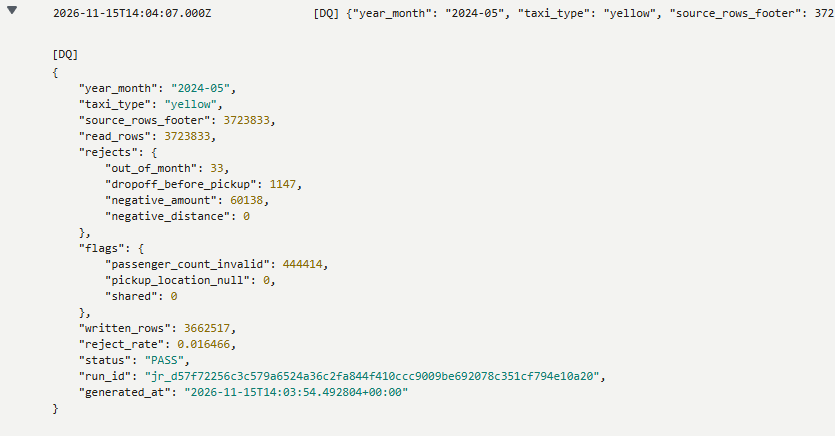 2026-11-15T14:04:07.000Z [DQ] {"year_month": "2024-05", "taxi_type": "yellow", "source_rows_footer": 372
[DQ]
{
"year_month": "2024-05",
"taxi_type": "yellow",
"source_rows_footer": 3723833,
"read_rows": 3723833,
"rejects": {
"out_of_month": 33,
"dropoff_before_pickup": 1147,
"negative_amount": 60138,
"negative_distance": 0
},
"flags": {
"passenger_count_invalid": 444414,
"pickup_location_null": 0,
"shared": 0
},
"written_rows": 3662517,
"reject_rate": 0.016466,
"status": "PASS",
"run_id": "jr_d57f72256c3c579a6524a36c2fa844f410ccc9009be692078c351cf794e10a20",
"generated_at": "2026-11-15T14:03:54.492804+00:00"
}